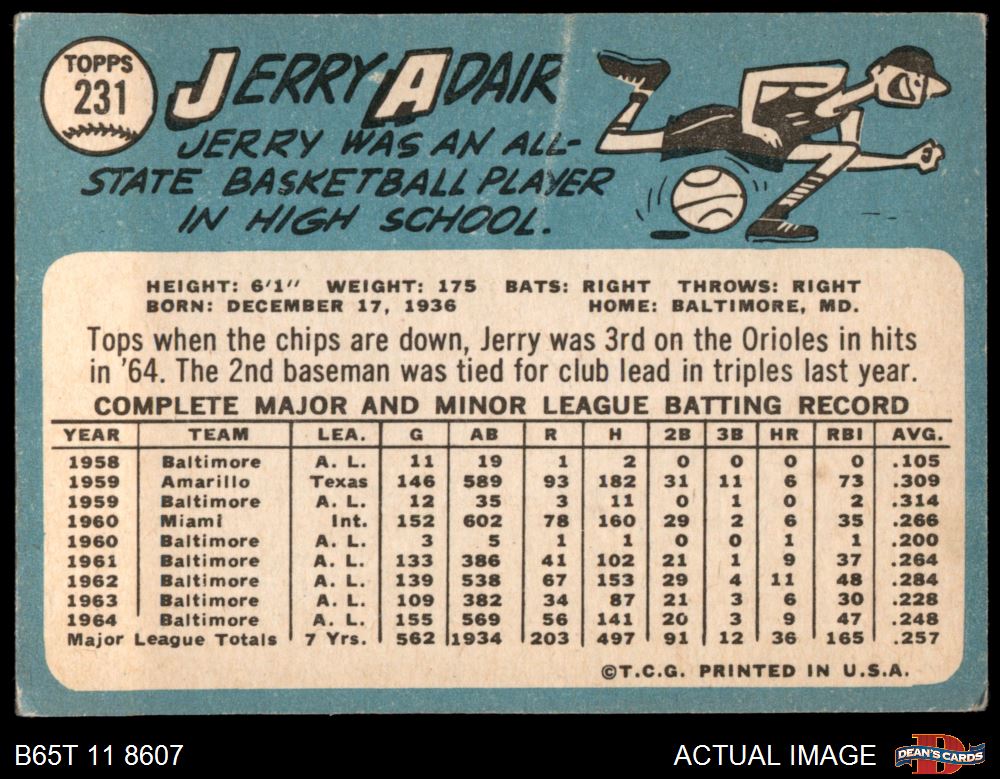 TOPPS
231
JERRY ADAIR
JERRY WAS AN ALL-
STATE BASKETBALL PLAYER
IN HIGH SCHOOL.
HEIGHT: 6'1" WEIGHT: 175 BATS: RIGHT THROWS: RIGHT
BORN: DECEMBER 17, 1936 HOME: BALTIMORE, MD.
Tops when the chips are down, Jerry was 3rd on the Orioles in hits
in '64. The 2nd baseman was tied for club lead in triples last year.
COMPLETE MAJOR AND MINOR LEAGUE BATTING RECORD
YEAR TEAM LEA. G AB R H 2B 3B HR RBI AVG.
1958 Baltimore A. L. 11 19 1 2 0 0 0 0 .105
1959 Amarillo Texas 146 589 93 182 31 11 6 73 .309
1959 Baltimore A. L. 12 35 3 11 0 1 0 2 .314
1960 Miami Int. 152 602 78 160 29 2 6 35 .266
1960 Baltimore A. L. 3 5 1 1 0 0 1 1 .200
1961 Baltimore A. L. 133 386 41 102 21 1 9 37 .264
1962 Baltimore A. L. 139 538 67 153 29 4 11 48 .284
1963 Baltimore A. L. 109 382 34 87 21 3 6 30 .228
1964 Baltimore A. L. 155 569 56 141 20 3 9 47 .248
Major League Totals 7 Yrs. 562 1934 203 497 91 12 36 165 .257
©T.C.G. PRINTED IN U.S.A.
B65T 11 8607 ACTUAL IMAGE DEAN'S CARDS